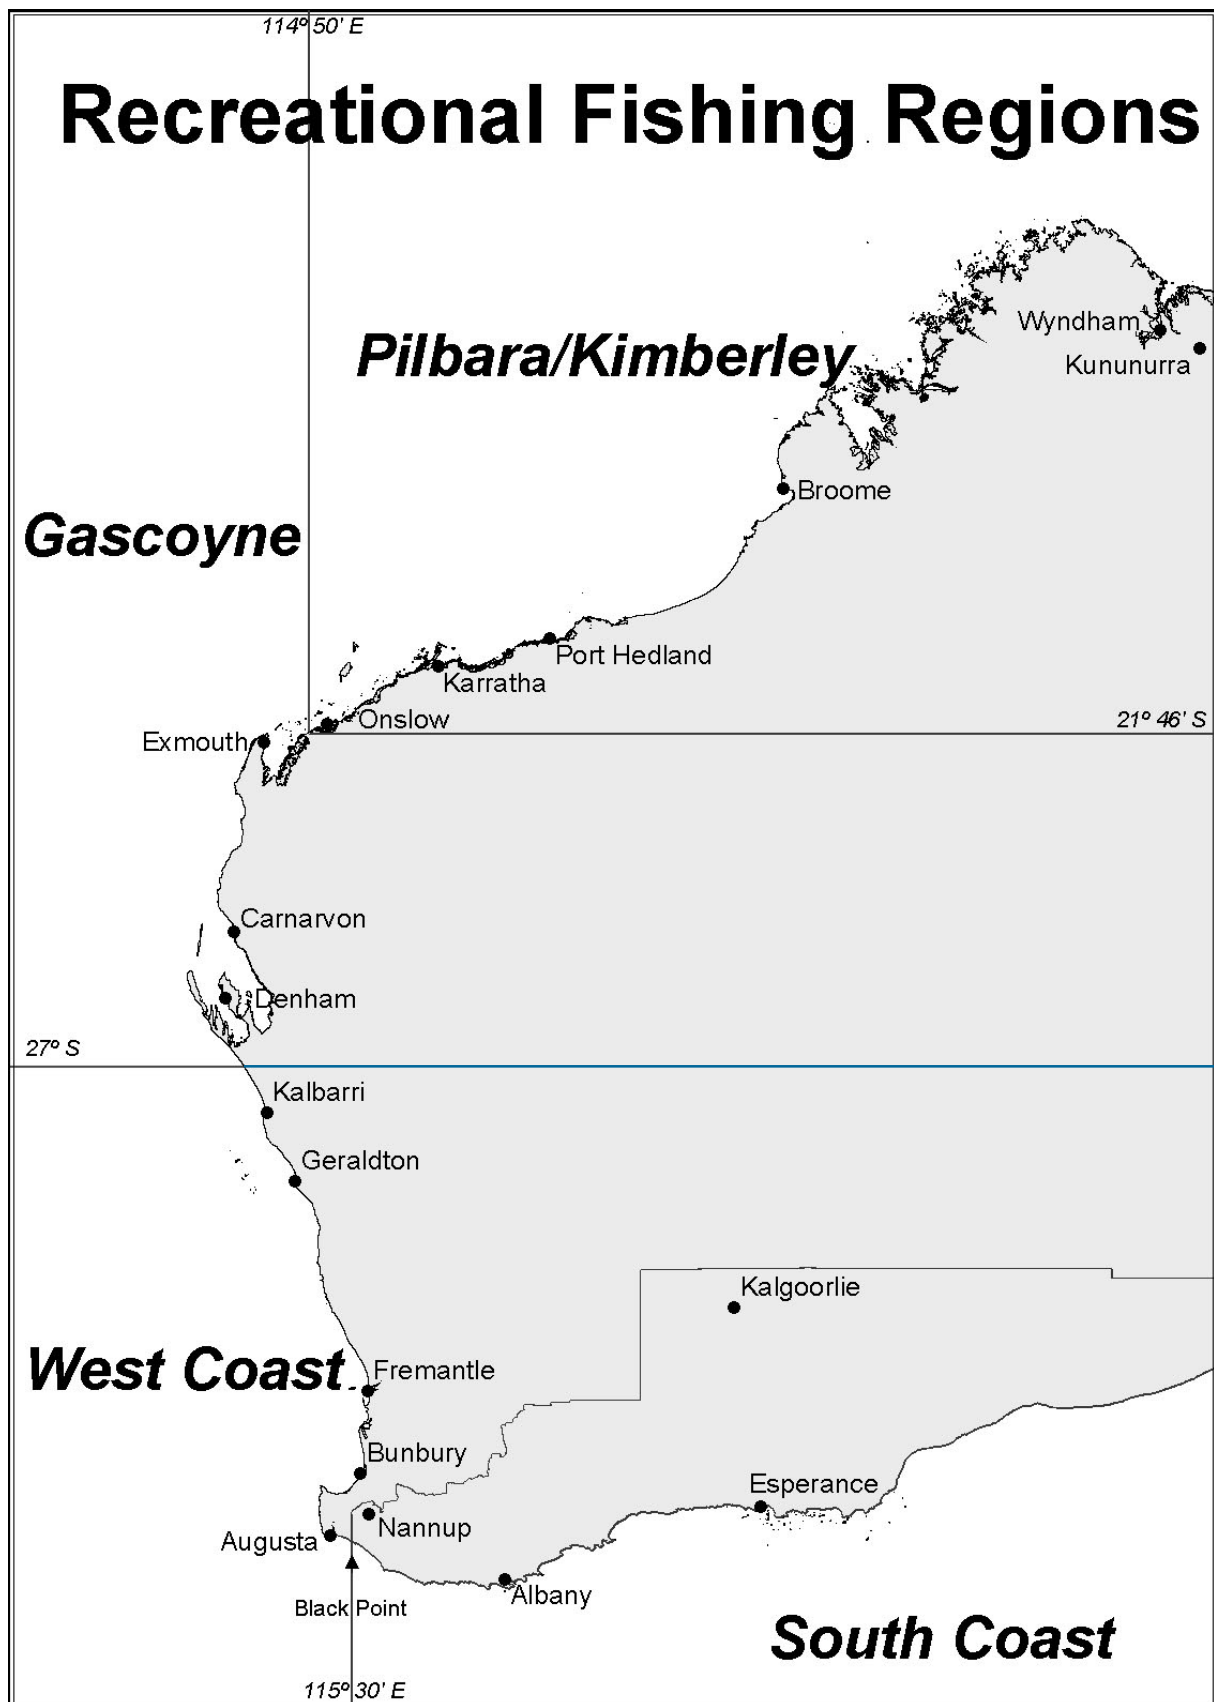 114º 50' E
Recreational Fishing Regions
Wyndham
Pilbara/Kimberley
Kununurra
Broome
Gascoyne
Port Hedland
Karratha
Onslow
21º 46' S
Exmouth
Carnarvon
Denham
27º S
Kalbarri
Geraldton
Kalgoorlie
West Coast
Fremantle
Bunbury
Esperance
Nannup
Augusta
Albany
Black Point
South Coast
115º 30' E